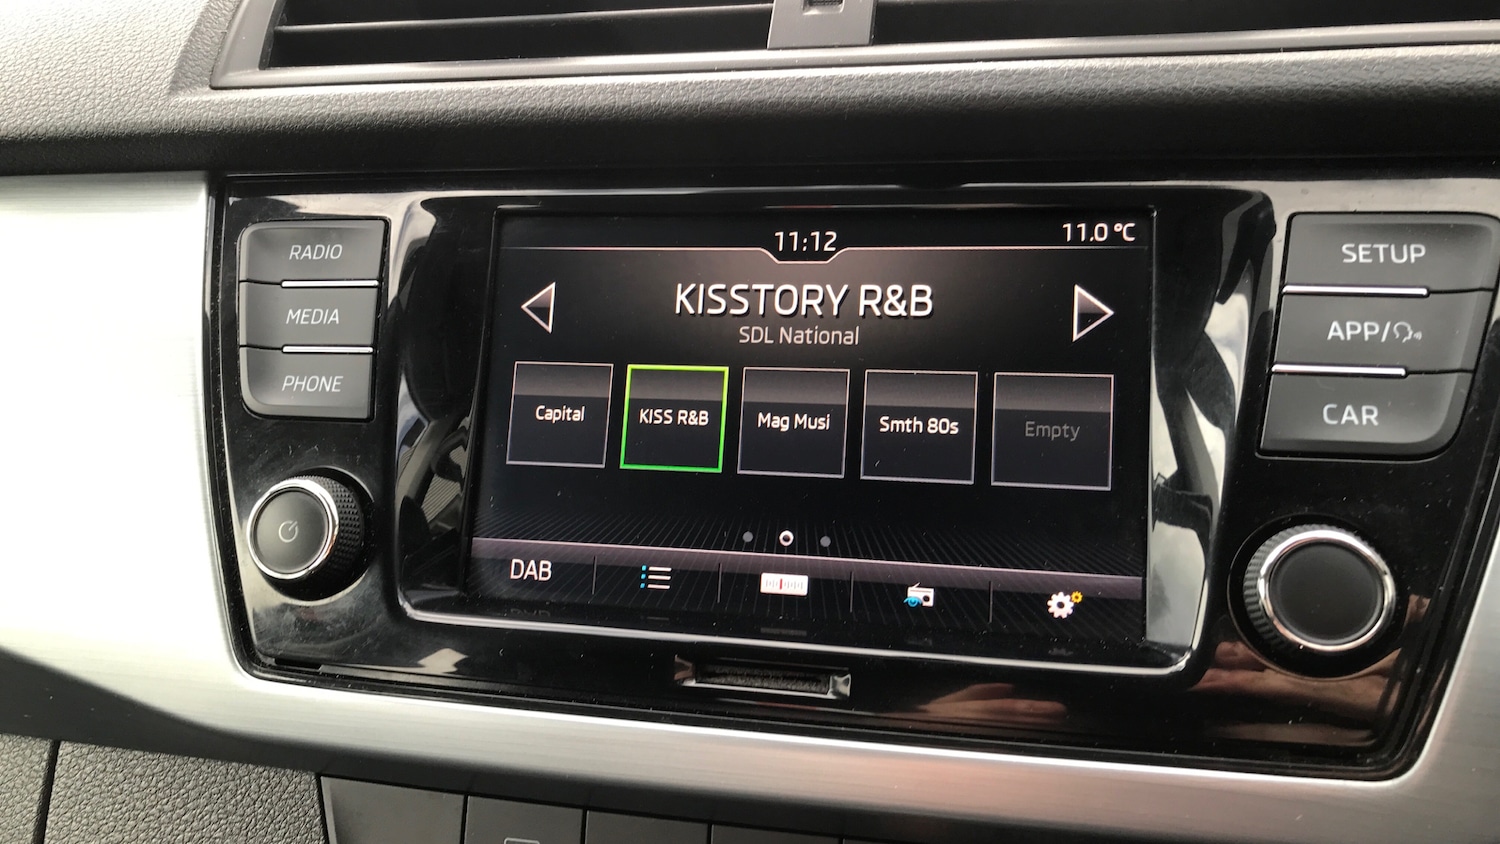 11:12
11.0 °C
RADIO
MEDIA
PHONE
KISSTORY R&B
SDL National
Capital
KISS R&B
Mag Musi
Smth 80s
Empty
DAB
SETUP
APP/
CAR